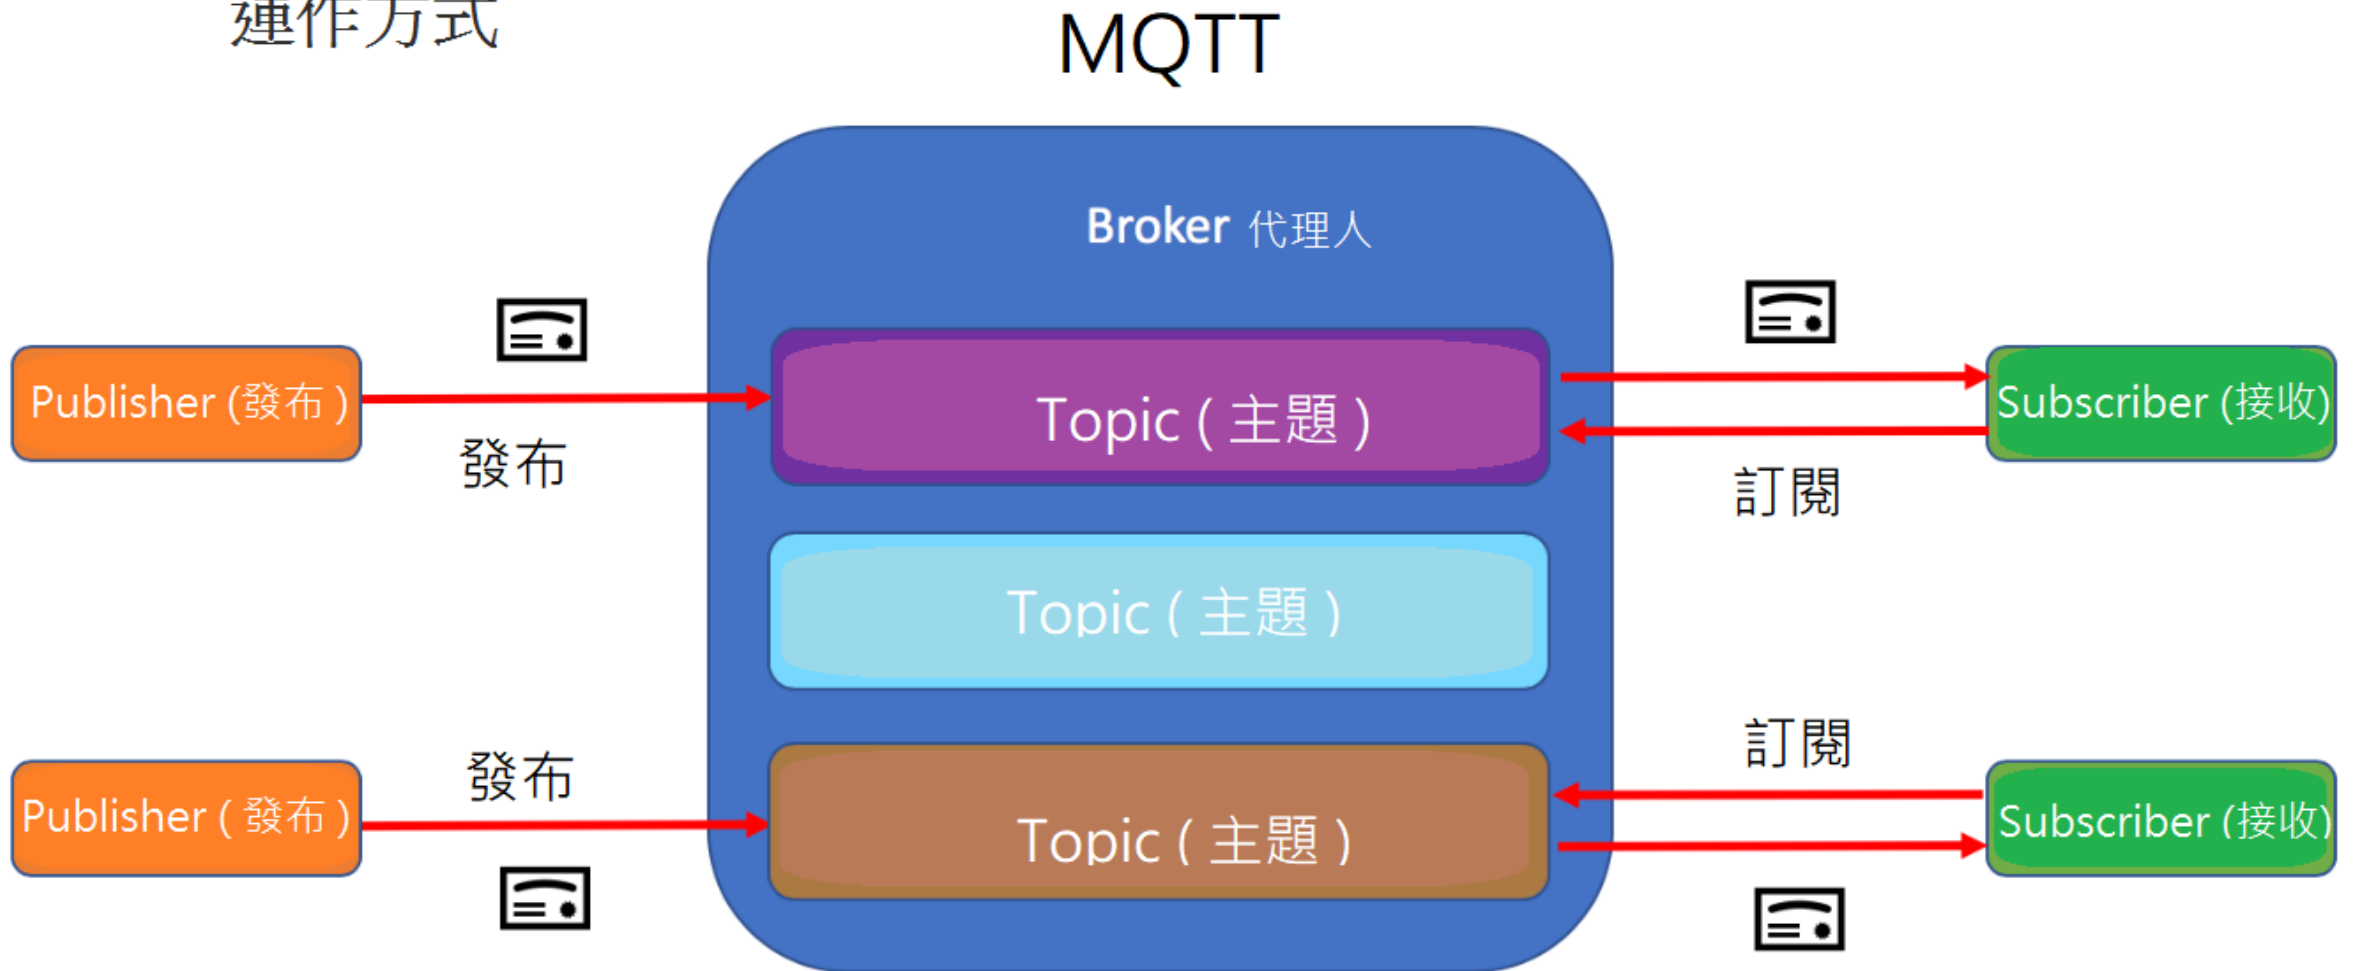 運作方式
MQTT
Broker 代理人
Publisher (發布 )
發布
Topic ( 主題 )
Subscriber (接收)
訂閱
Topic ( 主題 )
訂閱
發布
Publisher ( 發布 )
Topic ( 主題 )
Subscriber (接收)